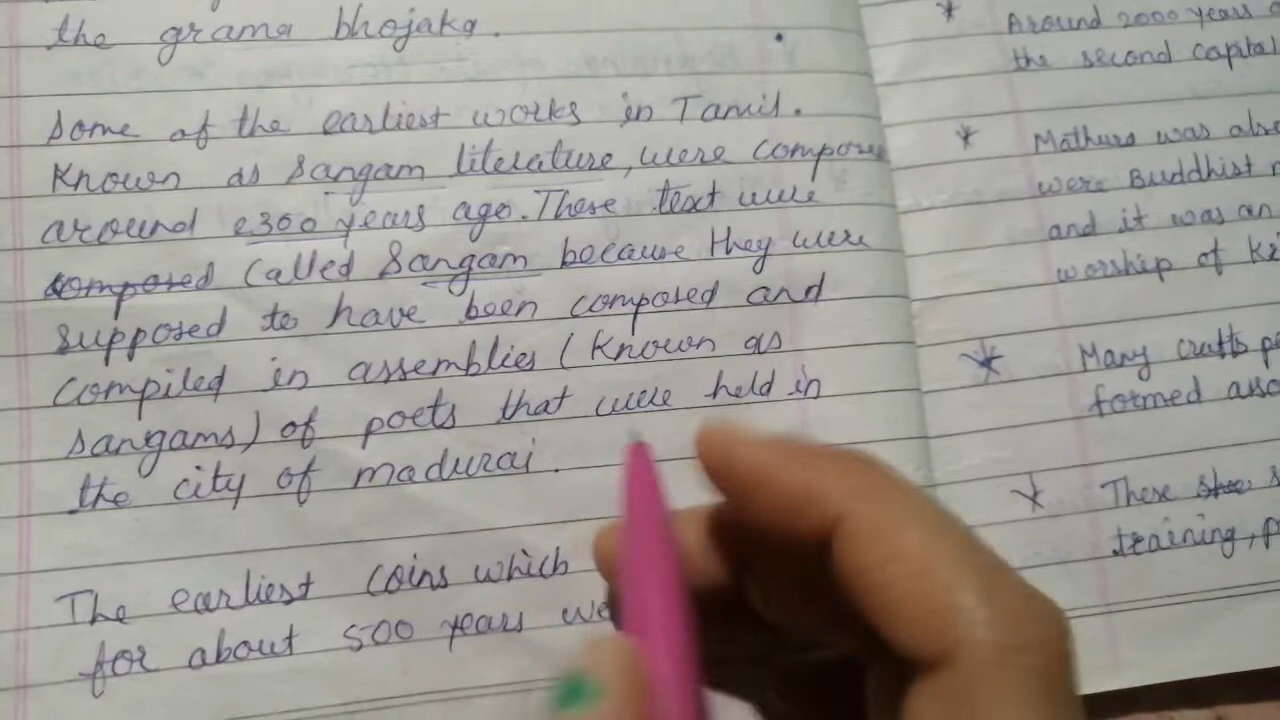 the grama bhojaka.
Some of the earliest works in Tamil.
Known as Sangam literature, were compose
around 2300 years ago. These text were
composed called Sangam because they were
supposed to have been composed and
compiled in assemblies (known as
sangams) of poets that were held in
the city of madurai.
The earliest coins which
for about 500 years we
* Around 2000 years
the second capital
* Mathura was also
were Buddhist
and it was an
worship of
* Many crafts
formed
* These
training,